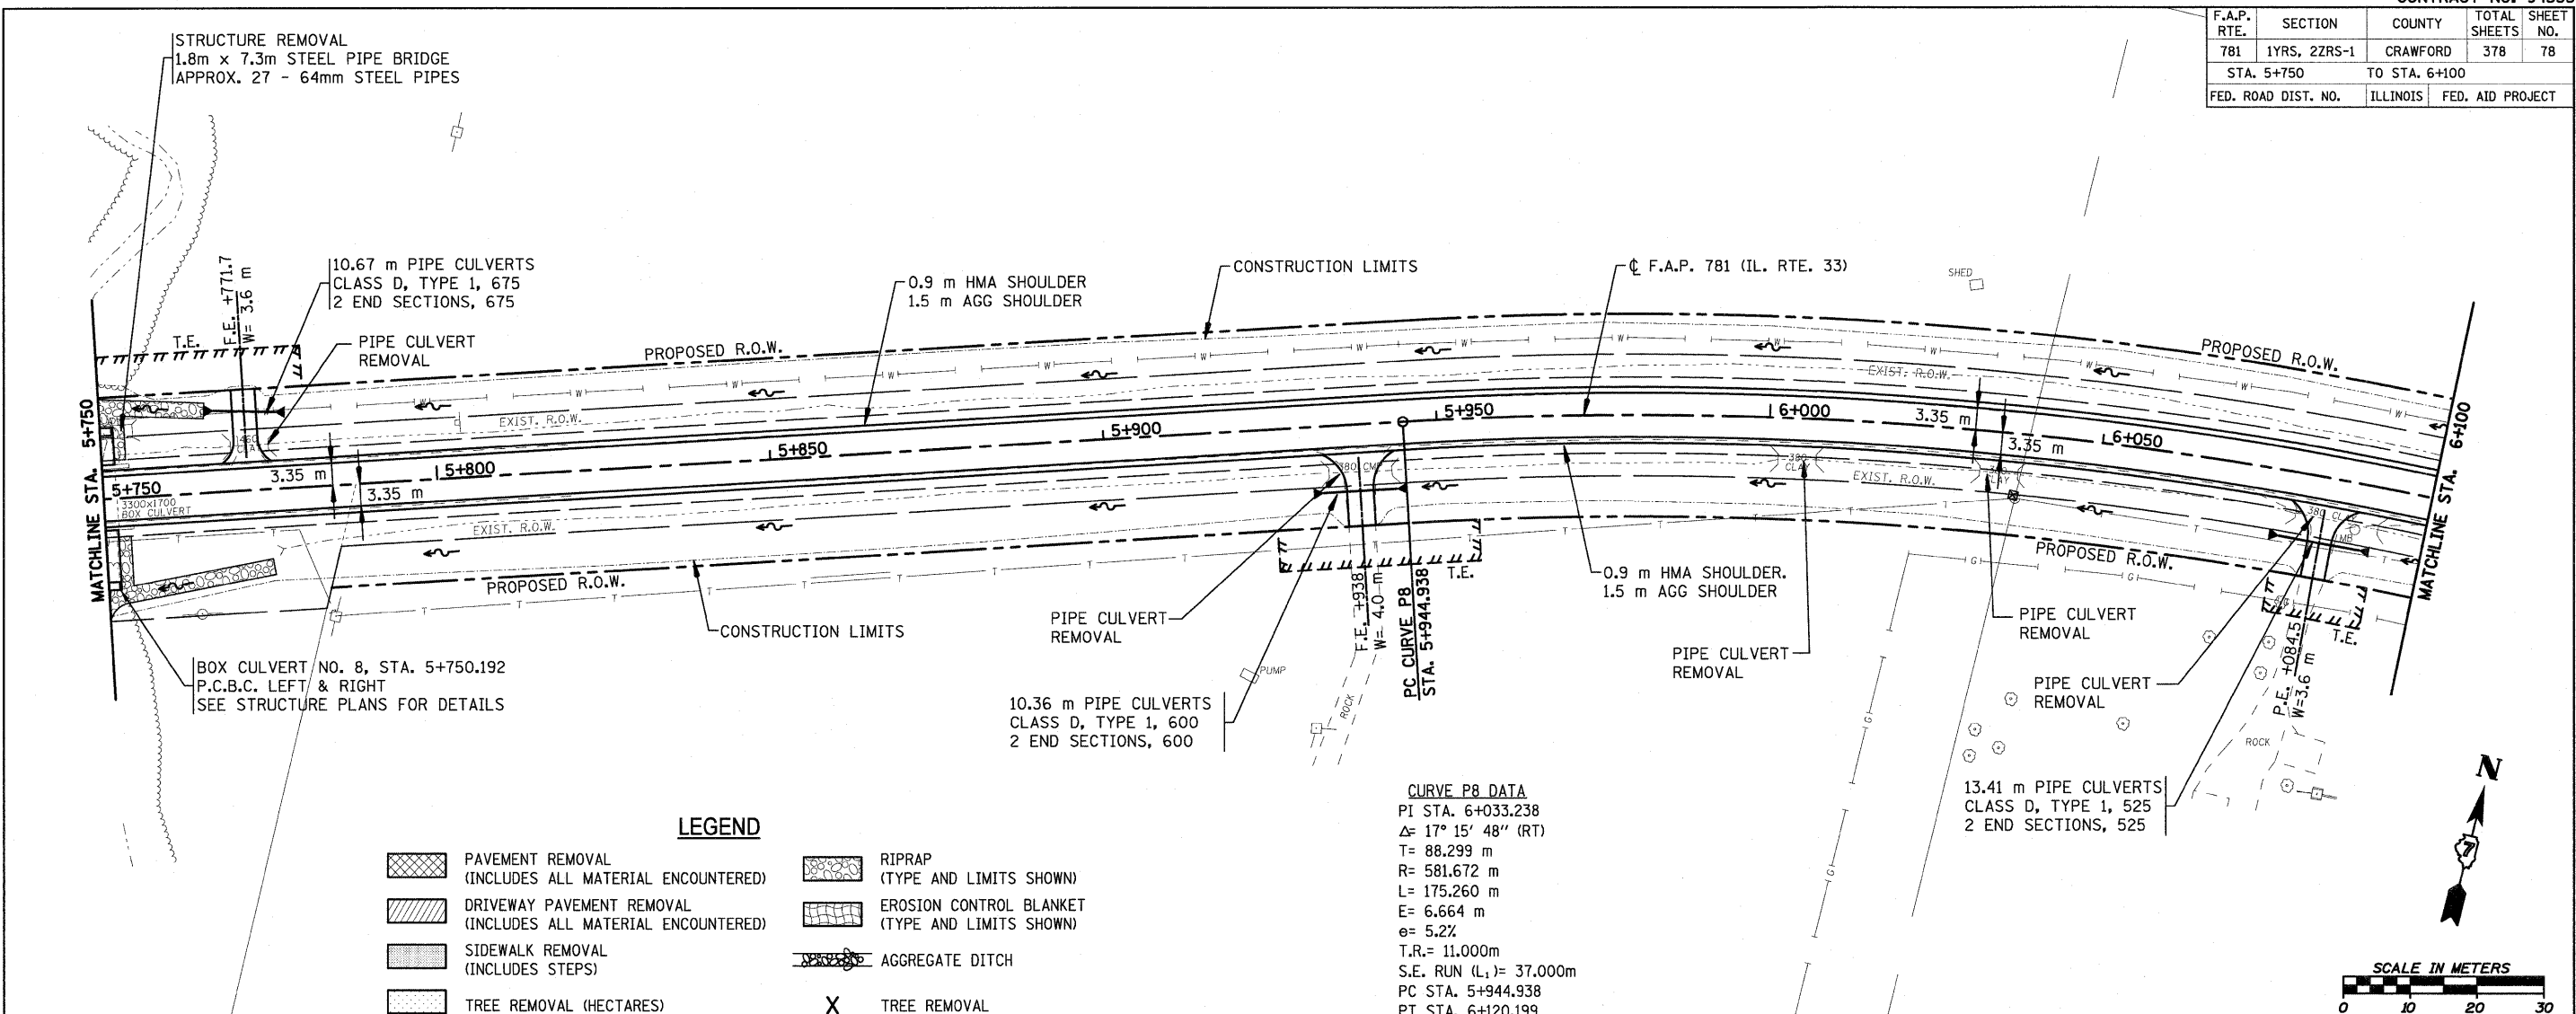 F.A.P. RTE.
SECTION
COUNTY
TOTAL SHEETS
SHEET NO.
781
1YRS, 2ZRS-1
CRAWFORD
378
78
STA. 5+750 TO STA. 6+100
FED. ROAD DIST. NO.
ILLINOIS
FED. AID PROJECT
STRUCTURE REMOVAL
1.8m x 7.3m STEEL PIPE BRIDGE
APPROX. 27 - 64mm STEEL PIPES
F.E. +771.7
W= 3.6 m
10.67 m PIPE CULVERTS
CLASS D, TYPE 1, 675
2 END SECTIONS, 675
PIPE CULVERT
REMOVAL
T.E.
0.9 m HMA SHOULDER
1.5 m AGG SHOULDER
CONSTRUCTION LIMITS
℄ F.A.P. 781 (IL. RTE. 33)
SHED
PROPOSED R.O.W.
PROPOSED R.O.W.
EXIST. R.O.W.
EXIST. R.O.W.
MATCHLINE STA. 5+750
5+750
5+800
5+850
5+900
5+950
6+000
6+050
MATCHLINE STA. 6+100
3.35 m
3.35 m
3.35 m
3.35 m
3300x1700
BOX CULVERT
380 CMP
380
CLAY
EXIST. R.O.W.
EXIST. R.O.W.
PROPOSED R.O.W.
PROPOSED R.O.W.
T.E.
T.E.
CONSTRUCTION LIMITS
BOX CULVERT NO. 8, STA. 5+750.192
P.C.B.C. LEFT & RIGHT
SEE STRUCTURE PLANS FOR DETAILS
PIPE CULVERT
REMOVAL
F.E. +938
W= 4.0 m
PC CURVE P8
STA. 5+944.938
PUMP
ROCK
10.36 m PIPE CULVERTS
CLASS D, TYPE 1, 600
2 END SECTIONS, 600
0.9 m HMA SHOULDER.
1.5 m AGG SHOULDER
PIPE CULVERT
REMOVAL
PIPE CULVERT
REMOVAL
PIPE CULVERT
REMOVAL
P.E. +084.5
W=3.6 m
ROCK
13.41 m PIPE CULVERTS
CLASS D, TYPE 1, 525
2 END SECTIONS, 525
N
7
CURVE P8 DATA
PI STA. 6+033.238
Δ= 17° 15' 48" (RT)
T= 88.299 m
R= 581.672 m
L= 175.260 m
E= 6.664 m
e= 5.2%
T.R.= 11.000m
S.E. RUN (L₁)= 37.000m
PC STA. 5+944.938
PT STA. 6+120.199
LEGEND
PAVEMENT REMOVAL
(INCLUDES ALL MATERIAL ENCOUNTERED)
DRIVEWAY PAVEMENT REMOVAL
(INCLUDES ALL MATERIAL ENCOUNTERED)
SIDEWALK REMOVAL
(INCLUDES STEPS)
TREE REMOVAL (HECTARES)
RIPRAP
(TYPE AND LIMITS SHOWN)
EROSION CONTROL BLANKET
(TYPE AND LIMITS SHOWN)
AGGREGATE DITCH
X TREE REMOVAL
SCALE IN METERS
0 10 20 30